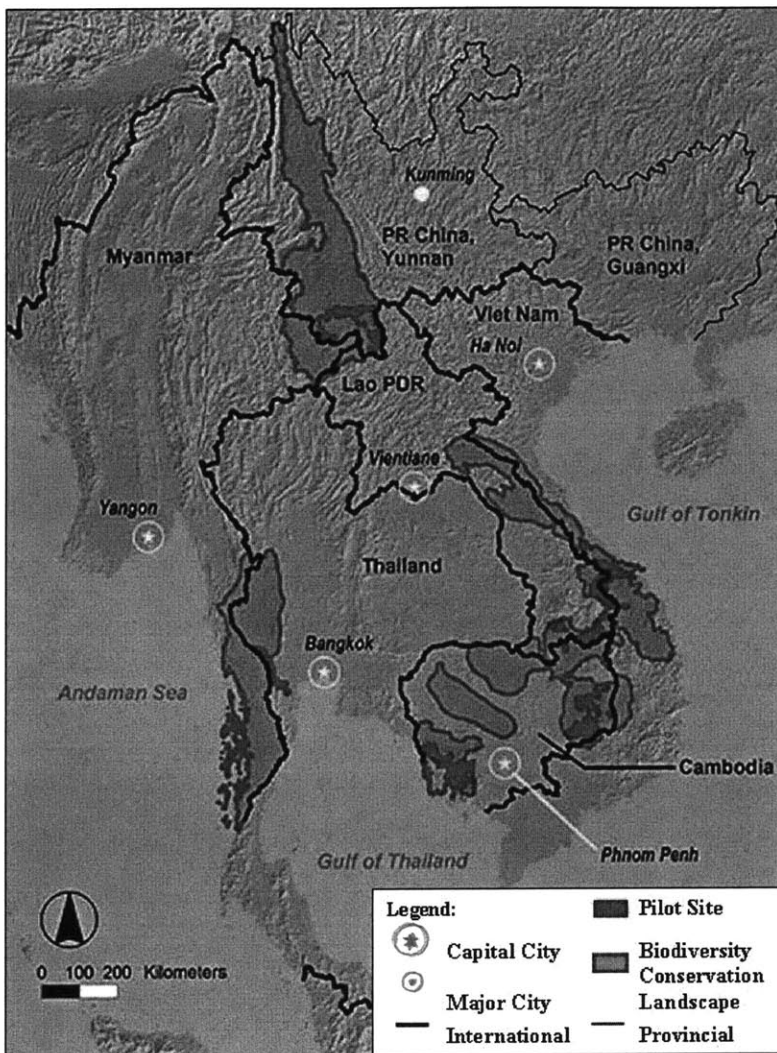 Kunming
PR China,
Yunnan
PR China,
Guangxi
Myanmar
Viet Nam
Ha Noi
Lao PDR
Vientiane
Yangon
Gulf of Tonkin
Thailand
Bangkok
Andaman Sea
Cambodia
Gulf of Thailand
Phnom Penh
0 100 200 Kilometers
Legend:
Capital City
Major City
International
Pilot Site
Biodiversity
Conservation
Landscape
Provincial